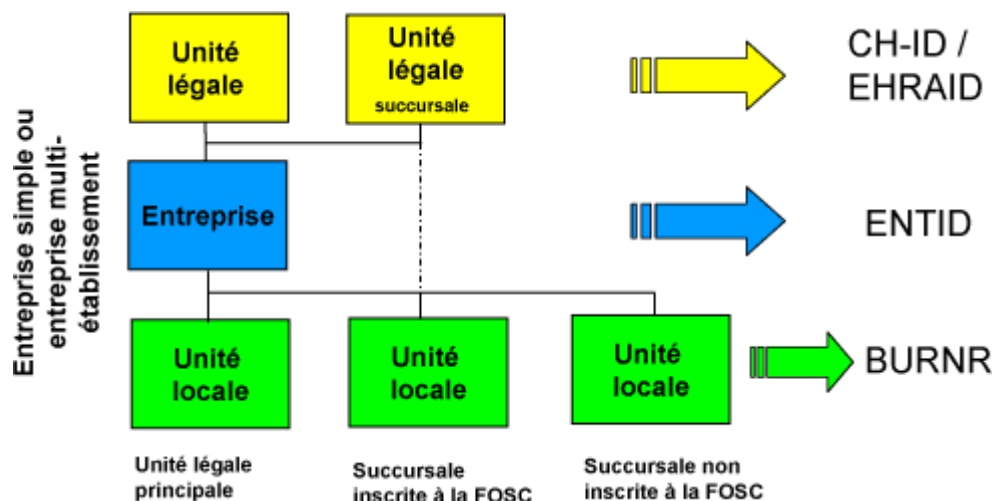 Entreprise simple ou
entreprise multi-
établissement
Unité
légale
Unité
légale
succursale
CH-ID /
EHRAID
Entreprise
ENTID
Unité
locale
Unité
locale
Unité
locale
BURNR
Unité légale
principale
Succursale
inscrite à la FOSC
Succursale non
inscrite à la FOSC